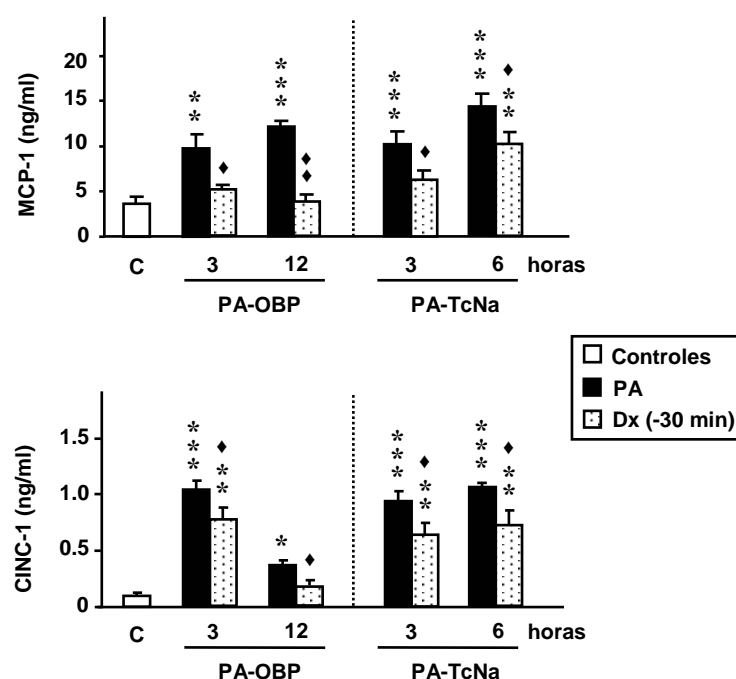 MCP-1 (ng/ml)
20
15
10
5
0
** *** *** ***
♦ ♦♦ ♦ ♦**
C 3 12 3 6 horas
PA-OBP PA-TcNa
Controles
PA
Dx (-30 min)
CINC-1 (ng/ml)
1.5
1.0
0.5
0
*** ♦** * ♦ *** ♦** *** ♦**
C 3 12 3 6 horas
PA-OBP PA-TcNa